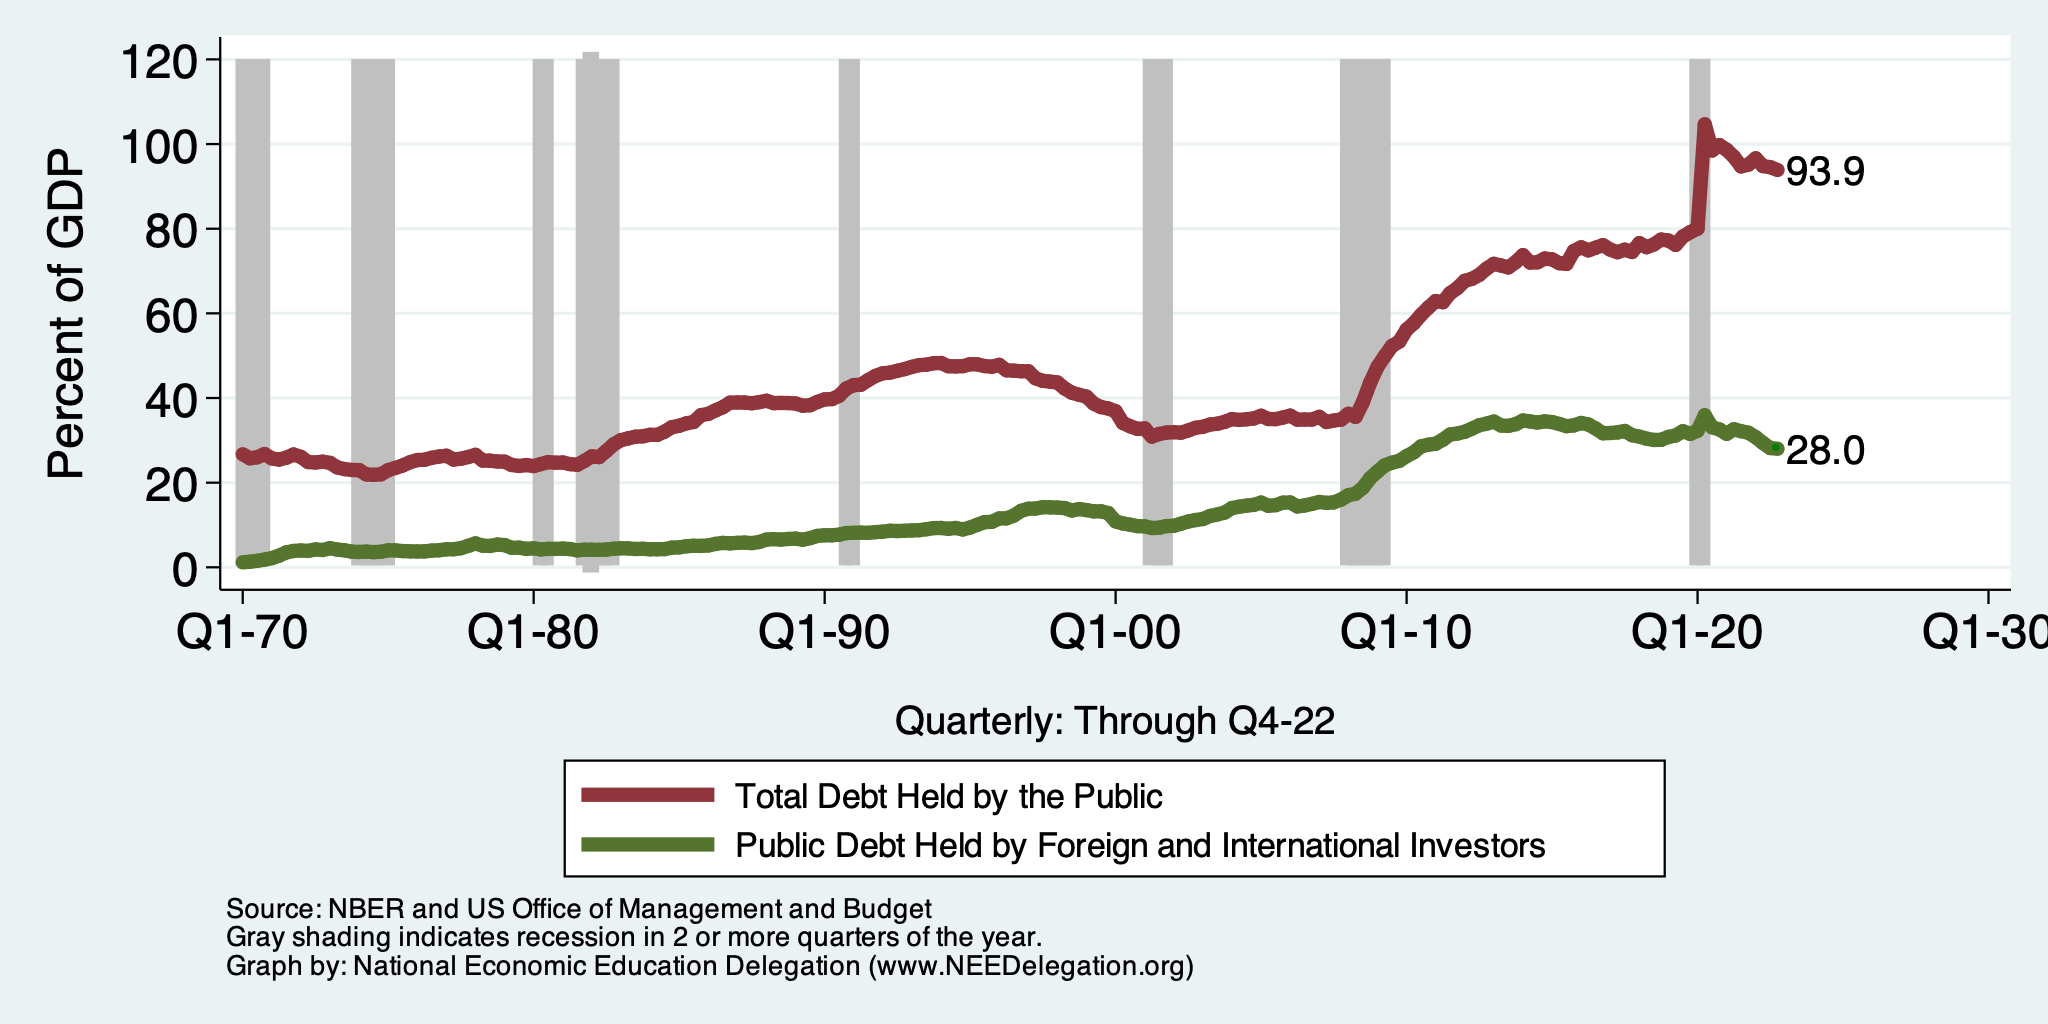 120
100
80
60
40
20
0
Percent of GDP
93.9
28.0
Q1-70 Q1-80 Q1-90 Q1-00 Q1-10 Q1-20 Q1-30
Quarterly: Through Q4-22
Total Debt Held by the Public
Public Debt Held by Foreign and International Investors
Source: NBER and US Office of Management and Budget
Gray shading indicates recession in 2 or more quarters of the year.
Graph by: National Economic Education Delegation (www.NEEDelegation.org)